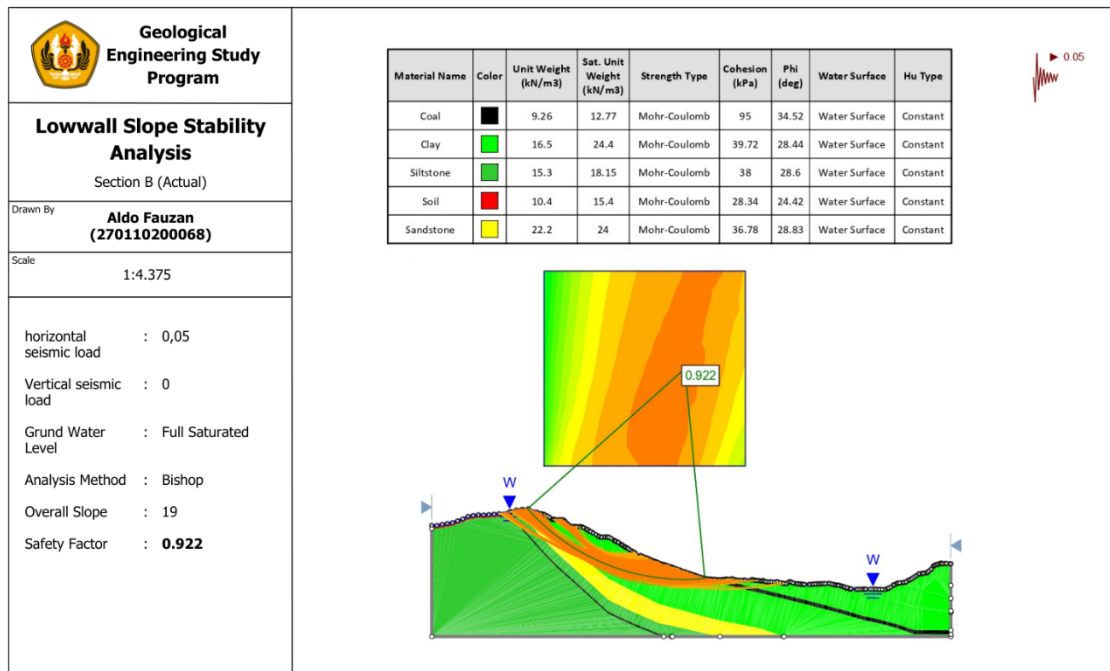 Geological
Engineering Study
Program
Lowwall Slope Stability
Analysis
Section B (Actual)
Drawn By
Aldo Fauzan
(270110200068)
Scale
1:4.375
horizontal seismic load : 0,05
Vertical seismic load : 0
Grund Water Level : Full Saturated
Analysis Method : Bishop
Overall Slope : 19
Safety Factor : 0.922
Material Name Color Unit Weight (kN/m3) Sat. Unit Weight (kN/m3) Strength Type Cohesion (kPa) Phi (deg) Water Surface Hu Type
Coal 9.26 12.77 Mohr-Coulomb 95 34.52 Water Surface Constant
Clay 16.5 24.4 Mohr-Coulomb 39.72 28.44 Water Surface Constant
Siltstone 15.3 18.15 Mohr-Coulomb 38 28.6 Water Surface Constant
Soil 10.4 15.4 Mohr-Coulomb 28.34 24.42 Water Surface Constant
Sandstone 22.2 24 Mohr-Coulomb 36.78 28.83 Water Surface Constant
0.05
0.922
W
W